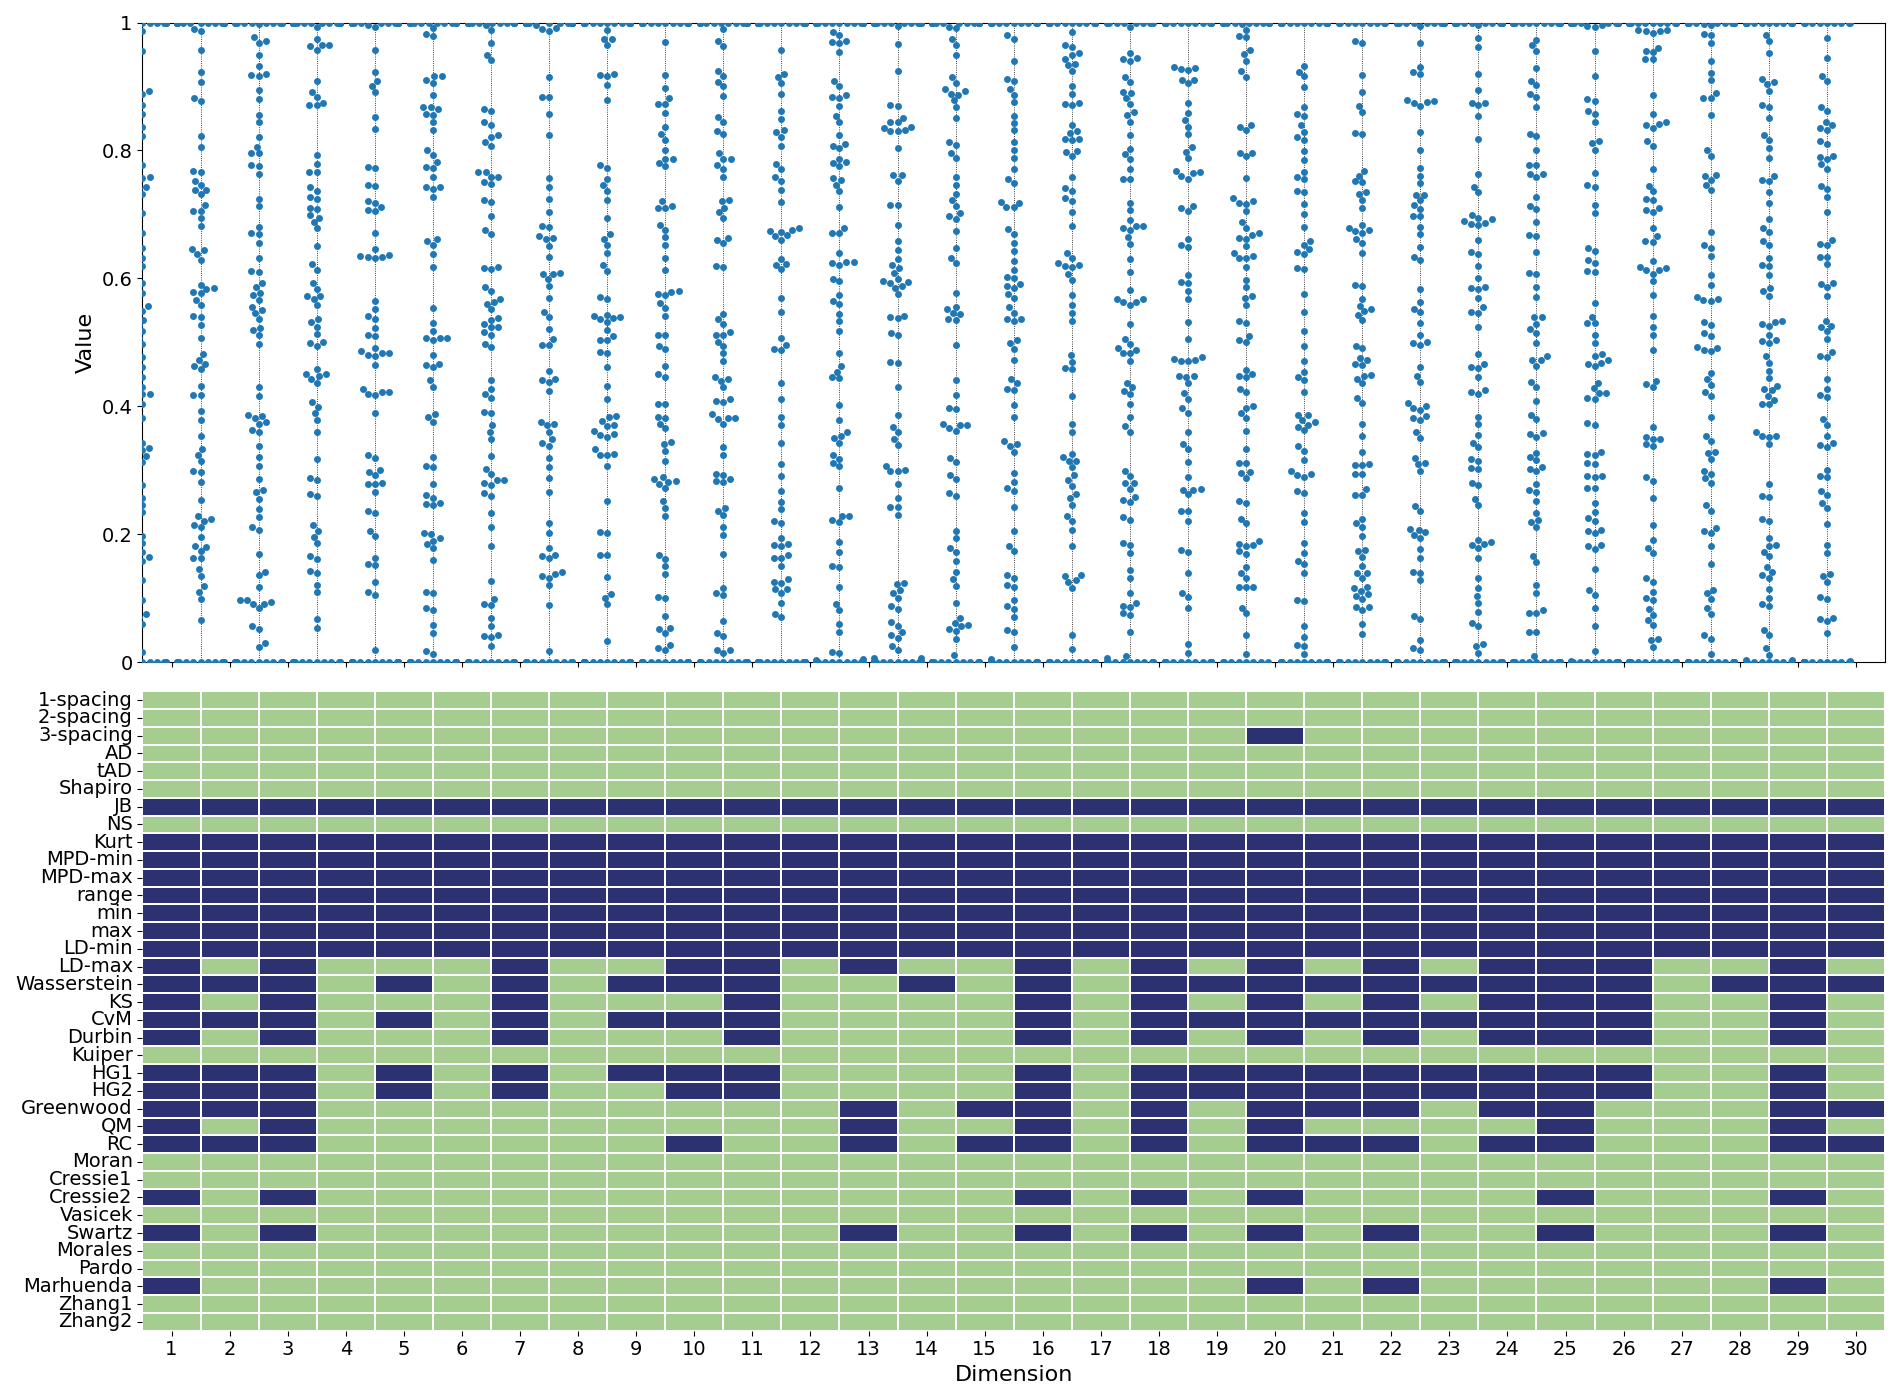 1
0.8
0.6
0.4
0.2
0
Value
1-spacing
2-spacing
3-spacing
AD
tAD
Shapiro
JB
NS
Kurt
MPD-min
MPD-max
range
min
max
LD-min
LD-max
Wasserstein
KS
CvM
Durbin
Kuiper
HG1
HG2
Greenwood
QM
RC
Moran
Cressie1
Cressie2
Vasicek
Swartz
Morales
Pardo
Marhuenda
Zhang1
Zhang2
1 2 3 4 5 6 7 8 9 10 11 12 13 14 15 16 17 18 19 20 21 22 23 24 25 26 27 28 29 30
Dimension